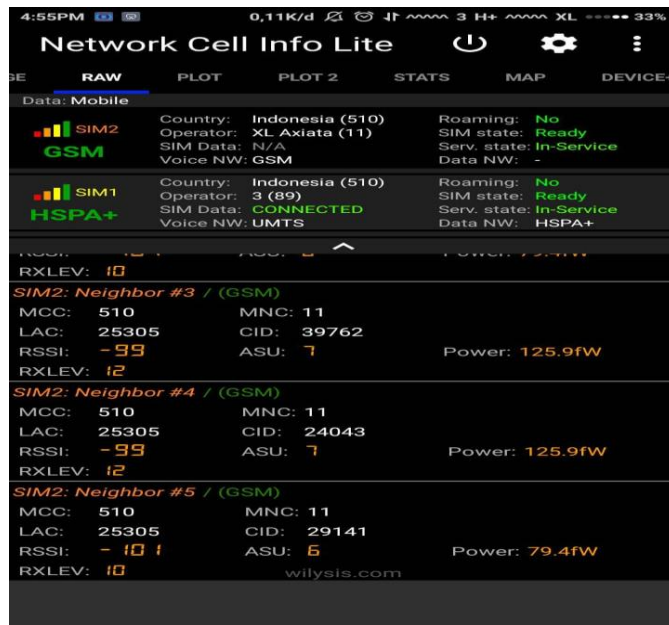 4:55PM 0,11K/d 3 H+ XL 33%
Network Cell Info Lite
GE RAW PLOT PLOT 2 STATS MAP DEVICE
Data: Mobile
SIM2 GSM
Country: Indonesia (510) Roaming: No
Operator: XL Axiata (11) SIM state: Ready
SIM Data: N/A Serv. state: In-Service
Voice NW: GSM Data NW: -
SIM1 HSPA+
Country: Indonesia (510) Roaming: No
Operator: 3 (89) SIM state: Ready
SIM Data: CONNECTED Serv. state: In-Service
Voice NW: UMTS Data NW: HSPA+
RXLEV: 10
SIM2: Neighbor #3 / (GSM)
MCC: 510 MNC: 11
LAC: 25305 CID: 39762
RSSI: -99 ASU: 7 Power: 125.9fW
RXLEV: 12
SIM2: Neighbor #4 / (GSM)
MCC: 510 MNC: 11
LAC: 25305 CID: 24043
RSSI: -99 ASU: 7 Power: 125.9fW
RXLEV: 12
SIM2: Neighbor #5 / (GSM)
MCC: 510 MNC: 11
LAC: 25305 CID: 29141
RSSI: -101 ASU: 6 Power: 79.4fW
RXLEV: 10 wilysis.com